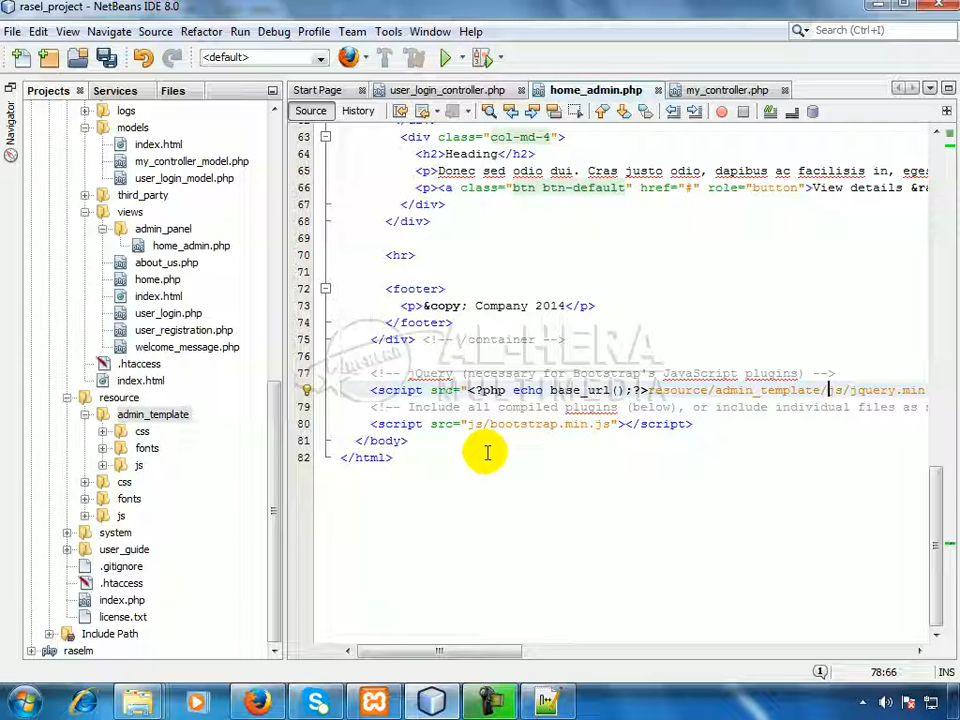 rasel_project - NetBeans IDE 8.0
File Edit View Navigate Source Refactor Run Debug Profile Team Tools Window Help
Search (Ctrl+I)
<default>
Projects Services Files
Start Page user_login_controller.php home_admin.php my_controller.php
Source History
Navigator
logs
models
index.html
my_controller_model.php
user_login_model.php
third_party
views
admin_panel
home_admin.php
about_us.php
home.php
index.html
user_login.php
user_registration.php
welcome_message.php
.htaccess
index.html
resource
admin_template
css
fonts
js
css
fonts
js
system
user_guide
.gitignore
.htaccess
index.php
license.txt
Include Path
raselm
63 <div class="col-md-4">
64 <h2>Heading</h2>
65 <p>Donec sed odio dui. Cras justo odio, dapibus ac facilisis in, eges
66 <p><a class="btn btn-default" href="#" role="button">View details &ra
67 </div>
68 </div>
69
70 <hr>
71
72 <footer>
73 <p>&copy; Company 2014</p>
74 </footer>
75 </div> <!-- /container -->
76
77 <!-- jQuery (necessary for Bootstrap's JavaScript plugins) -->
<script src="<?php echo base_url();?>resource/admin_template/js/jquery.min
79 <!-- Include all compiled plugins (below), or include individual files as
80 <script src="js/bootstrap.min.js"></script>
81 </body>
82 </html>
AL-HERA
78:66 INS